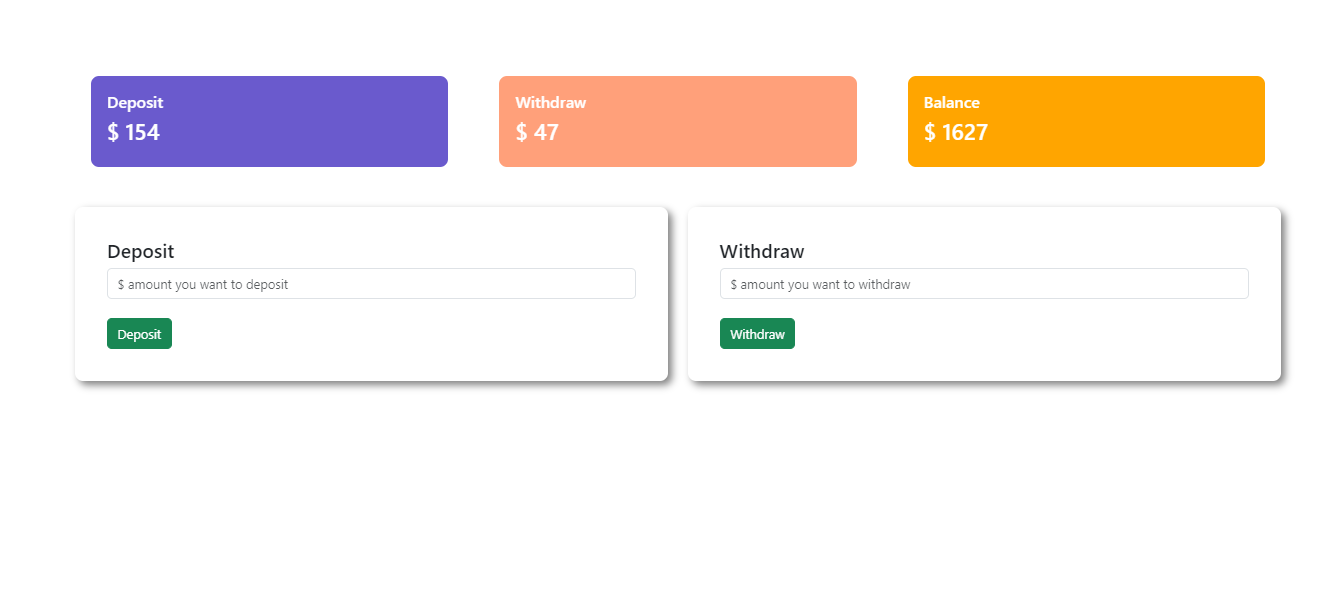 Deposit
$ 154
Withdraw
$ 47
Balance
$ 1627
Deposit
$ amount you want to deposit
Deposit
Withdraw
$ amount you want to withdraw
Withdraw